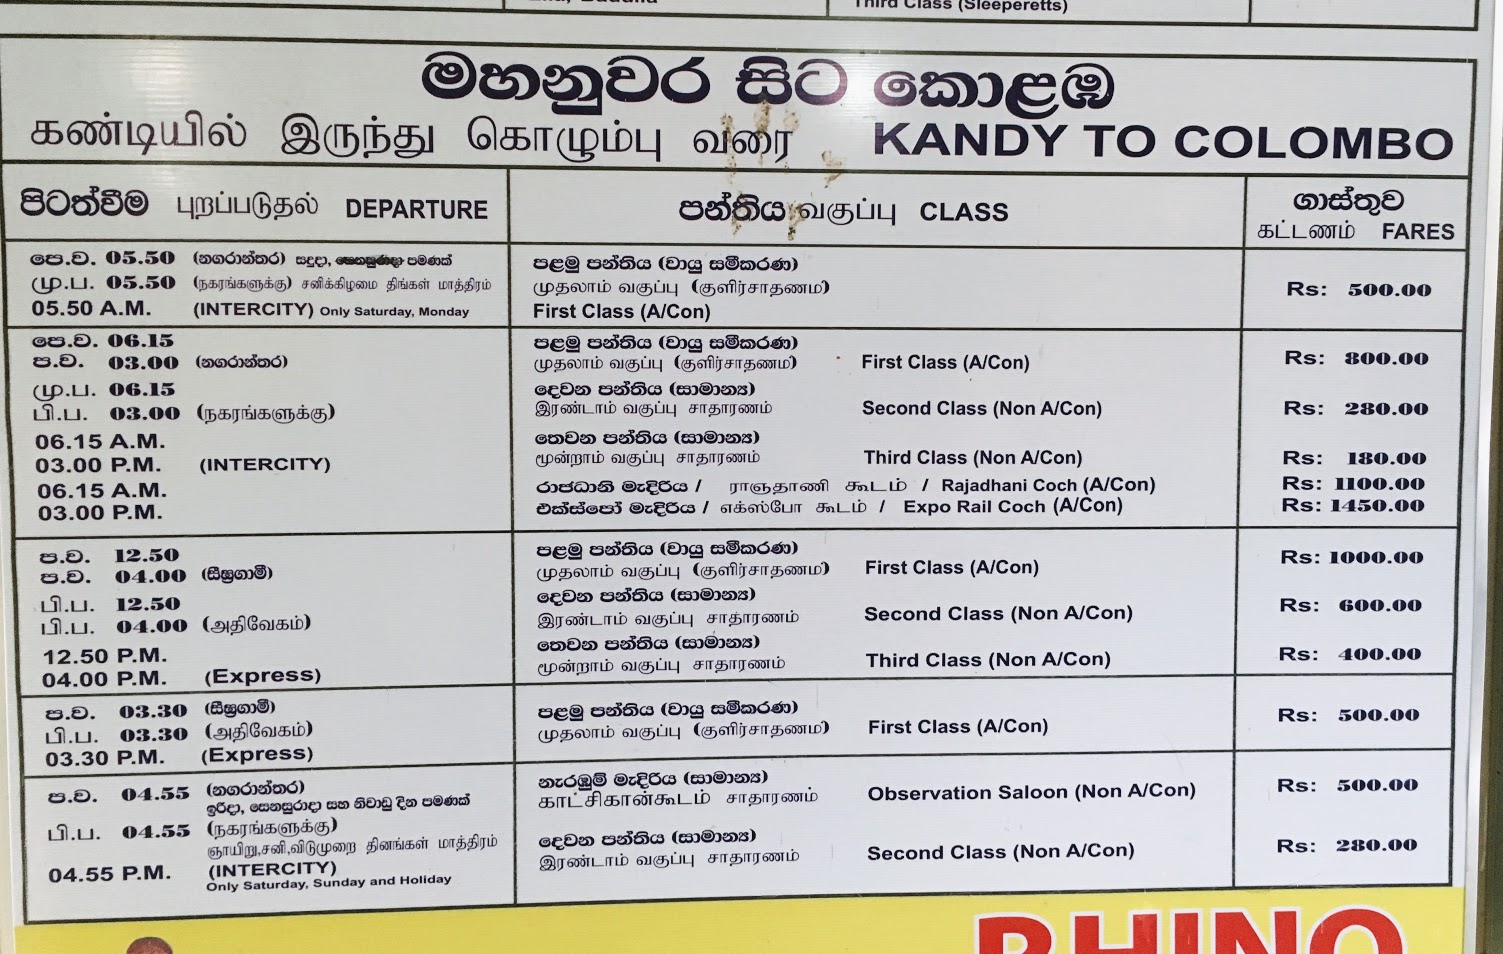 Third Class (Sleeperetts)
මහනුවර සිට කොළඹ
கண்டியில் இருந்து கொழும்பு வரை KANDY TO COLOMBO
පිටත්වීම புறப்படுதல் DEPARTURE
පන්තිය வகுப்பு CLASS
ගාස්තුව
கட்டணம் FARES
පෙ.ව. 05.50 (නගරාන්තර) සඳුදා, පමණක්
மு.ப. 05.50 (நகரங்களுக்கு) சனிக்கிழமை திங்கள் மாத்திரம்
05.50 A.M. (INTERCITY) Only Saturday, Monday
පළමු පන්තිය (වායු සමීකරණ)
முதலாம் வகுப்பு (குளிர்சாதணம)
First Class (A/Con)
Rs: 500.00
පෙ.ව. 06.15
ප.ව. 03.00 (නගරාන්තර)
மு.ப. 06.15
பி.ப. 03.00 (நகரங்களுக்கு)
06.15 A.M.
03.00 P.M. (INTERCITY)
06.15 A.M.
03.00 P.M.
පළමු පන්තිය (වායු සමීකරණ)
முதலாம் வகுப்பு (குளிர்சாதணம) First Class (A/Con) Rs: 800.00
දෙවන පන්තිය (සාමාන්‍ය)
இரண்டாம் வகுப்பு சாதாரணம் Second Class (Non A/Con) Rs: 280.00
තෙවන පන්තිය (සාමාන්‍ය)
மூன்றாம் வகுப்பு சாதாரணம் Third Class (Non A/Con) Rs: 180.00
රාජධානි මැදිරිය / ராஞதாணி கூடம் / Rajadhani Coch (A/Con) Rs: 1100.00
එක්ස්පෝ මැදිරිය / எக்ஸ்போ கூடம் / Expo Rail Coch (A/Con) Rs: 1450.00
ප.ව. 12.50
ප.ව. 04.00 (සීඝ්‍රගාමී)
பி.ப. 12.50
பி.ப. 04.00 (அதிவேகம்)
12.50 P.M.
04.00 P.M. (Express)
පළමු පන්තිය (වායු සමීකරණ)
முதலாம் வகுப்பு (குளிர்சாதணம) First Class (A/Con) Rs: 1000.00
දෙවන පන්තිය (සාමාන්‍ය)
இரண்டாம் வகுப்பு சாதாரணம் Second Class (Non A/Con) Rs: 600.00
තෙවන පන්තිය (සාමාන්‍ය)
மூன்றாம் வகுப்பு சாதாரணம் Third Class (Non A/Con) Rs: 400.00
ප.ව. 03.30 (සීඝ්‍රගාමී)
பி.ப. 03.30 (அதிவேகம்)
03.30 P.M. (Express)
පළමු පන්තිය (වායු සමීකරණ)
முதலாம் வகுப்பு (குளிர்சாதணம) First Class (A/Con) Rs: 500.00
ප.ව. 04.55 (නගරාන්තර)
ඉරිදා, සෙනසුරාදා සහ නිවාඩු දින පමණක්
பி.ப. 04.55 (நகரங்களுக்கு)
ஞாயிறு,சனி,விடுமுறை தினங்கள் மாத்திரம்
04.55 P.M. (INTERCITY)
Only Saturday, Sunday and Holiday
නැරඹුම් මැදිරිය (සාමාන්‍ය)
காட்சிகான்கூடம் சாதாரணம் Observation Saloon (Non A/Con) Rs: 500.00
දෙවන පන්තිය (සාමාන්‍ය)
இரண்டாம் வகுப்பு சாதாரணம் Second Class (Non A/Con) Rs: 280.00
RHINO